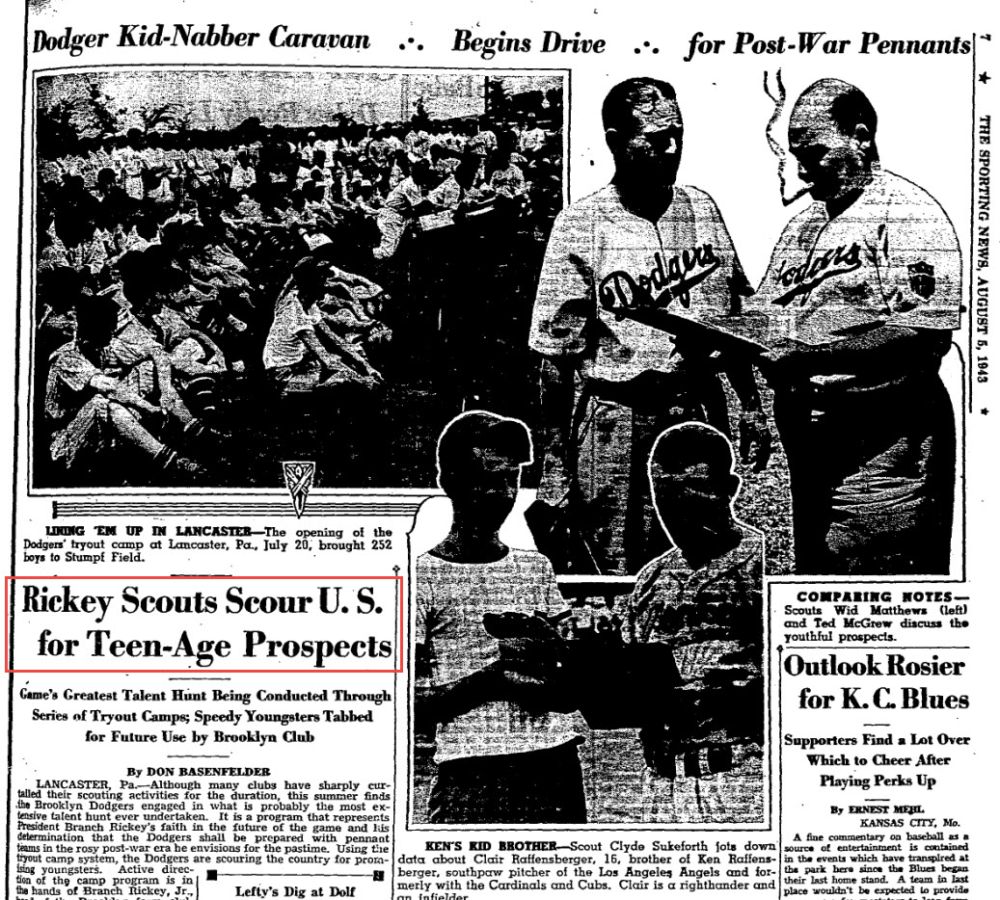 Dodger Kid-Nabber Caravan .·. Begins Drive .·. for Post-War Pennants
7 ★ THE SPORTING NEWS, AUGUST 5, 1943 ★
Dodgers
Dodgers
LINING 'EM UP IN LANCASTER—The opening of the
Dodgers' tryout camp at Lancaster, Pa., July 20, brought 252
boys to Stumpf Field.
Rickey Scouts Scour U. S.
for Teen-Age Prospects
Game's Greatest Talent Hunt Being Conducted Through
Series of Tryout Camps; Speedy Youngsters Tabbed
for Future Use by Brooklyn Club
By DON BASENFELDER
LANCASTER, Pa.—Although many clubs have sharply cur-
tailed their scouting activities for the duration, this summer finds
the Brooklyn Dodgers engaged in what is probably the most ex-
tensive talent hunt ever undertaken. It is a program that represents
President Branch Rickey's faith in the future of the game and his
determination that the Dodgers shall be prepared with pennant
teams in the rosy post-war era he envisions for the pastime. Using the
tryout camp system, the Dodgers are scouring the country for prom-
ising youngsters. Active direc-
tion of the camp program is in
the hands of Branch Rickey, Jr.,
Lefty's Dig at Dolf
KEN'S KID BROTHER—Scout Clyde Sukeforth jots down
data about Clair Raffensberger, 16, brother of Ken Raffens-
berger, southpaw pitcher of the Los Angeles Angels and for-
merly with the Cardinals and Cubs. Clair is a righthander and
an infielder.
COMPARING NOTES—
Scouts Wid Matthews (left)
and Ted McGrew discuss the
youthful prospects.
Outlook Rosier
for K. C. Blues
Supporters Find a Lot Over
Which to Cheer After
Playing Perks Up
By ERNEST MEHL
KANSAS CITY, Mo.
A fine commentary on baseball as a
source of entertainment is contained
in the events which have transpired at
the park here since the Blues began
their last home stand. A team in last
place wouldn't be expected to provide